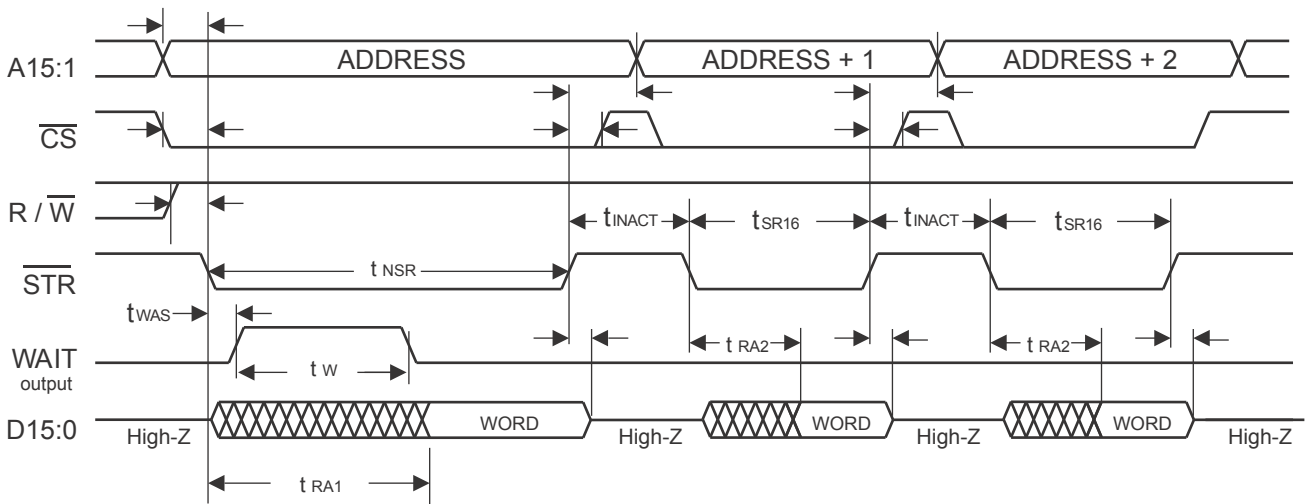 A15:1
ADDRESS
ADDRESS + 1
ADDRESS + 2
CS
R / W
tINACT
tSR16
tINACT
tSR16
STR
t NSR
tWAS
WAIT
output
t W
t RA2
t RA2
D15:0
WORD
WORD
WORD
High-Z
High-Z
High-Z
High-Z
t RA1